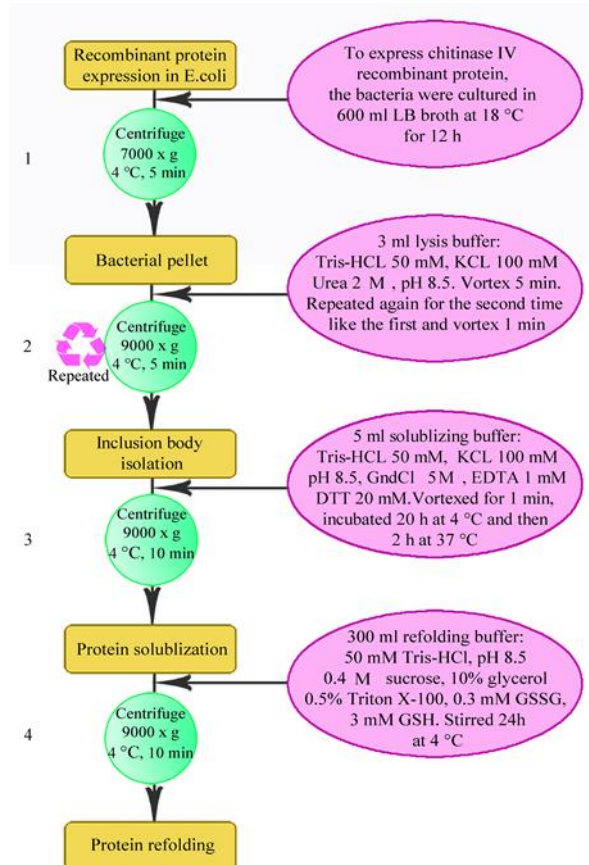 Recombinant protein
expression in E.coli
To express chitinase IV
recombinant protein,
the bacteria were cultured in
600 ml LB broth at 18 °C
for 12 h
1
Centrifuge
7000 x g
4 °C, 5 min
Bacterial pellet
3 ml lysis buffer:
Tris-HCL 50 mM, KCL 100 mM
Urea 2 M , pH 8.5. Vortex 5 min.
Repeated again for the second time
like the first and vortex 1 min
2
Repeated
Centrifuge
9000 x g
4 °C, 5 min
Inclusion body
isolation
5 ml solublizing buffer:
Tris-HCL 50 mM, KCL 100 mM
pH 8.5, GndCl 5M , EDTA 1 mM
DTT 20 mM.Vortexed for 1 min,
incubated 20 h at 4 °C and then
2 h at 37 °C
3
Centrifuge
9000 x g
4 °C, 10 min
Protein solublization
300 ml refolding buffer:
50 mM Tris-HCl, pH 8.5
0.4 M sucrose, 10% glycerol
0.5% Triton X-100, 0.3 mM GSSG,
3 mM GSH. Stirred 24h
at 4 °C
4
Centrifuge
9000 x g
4 °C, 10 min
Protein refolding